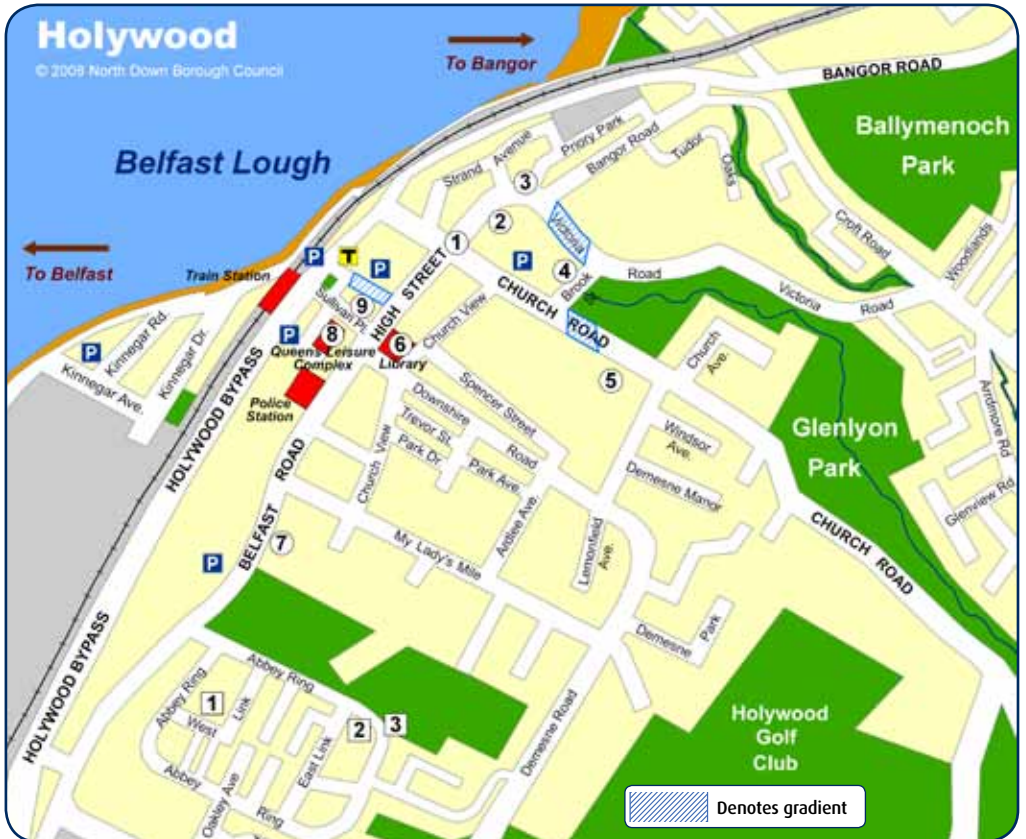 Holywood
© 2009 North Down Borough Council
To Bangor
BANGOR ROAD
Ballymenoch
Park
Belfast Lough
Strand Avenue
Priory Park
Bangor Road
Tudor
Oaks
Croft Road
Woodlands
3
2
1
Victoria
P
T
P
P
4
To Belfast
Train Station
HIGH STREET
CHURCH ROAD
Brook
Road
Victoria
Road
Sullivan Pl.
9
P
8
6
Church View
Queens Leisure
Complex
Library
Police
Station
Kinnegar Rd.
Kinnegar Dr.
P
Kinnegar Ave.
HOLYWOOD BYPASS
5
Church
Ave.
Spencer Street
Downshire
Road
Trevor St.
Park Dr.
Park Ave.
Church View
Windsor
Ave.
Demesne Manor
Glenlyon
Park
Arrdmore Rd
Glenview Rd
BELFAST ROAD
7
P
My Lady's Mile
Ardlee Ave.
Lemonfield
Ave.
CHURCH ROAD
Demesne
Park
HOLYWOOD BYPASS
Abbey Ring
Abbey Ring
1
West
Link
2
3
East Link
Abbey
Ring
Oakley Ave
Demesne Road
Holywood
Golf
Club
Denotes gradient